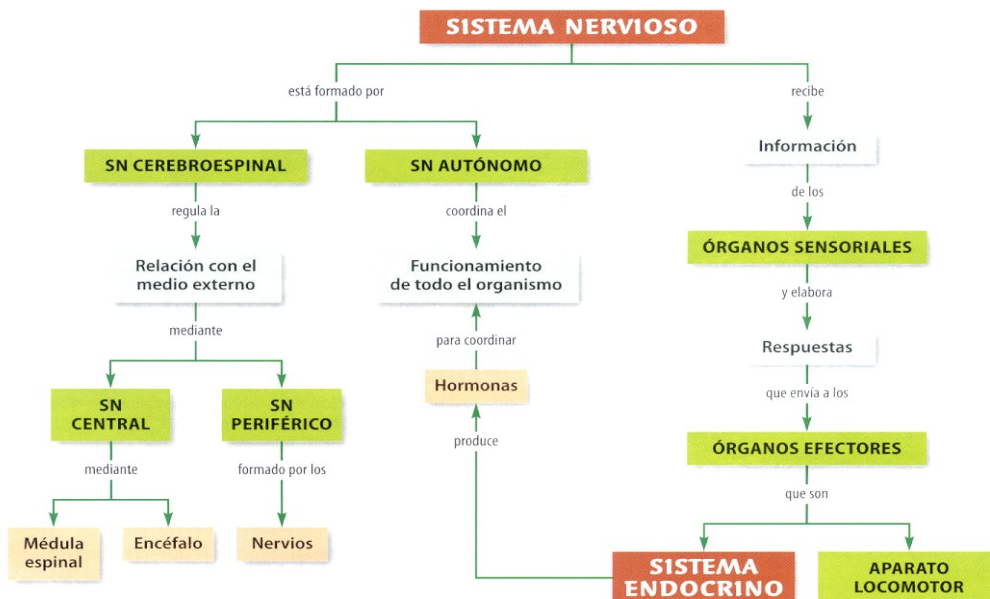 SISTEMA NERVIOSO
está formado por
recibe
SN CEREBROESPINAL
SN AUTÓNOMO
Información
regula la
coordina el
de los
Relación con el
medio externo
Funcionamiento
de todo el organismo
ÓRGANOS SENSORIALES
y elabora
mediante
para coordinar
Respuestas
SN
CENTRAL
SN
PERIFÉRICO
Hormonas
que envía a los
mediante
formado por los
produce
ÓRGANOS EFECTORES
que son
Médula
espinal
Encéfalo
Nervios
SISTEMA
ENDOCRINO
APARATO
LOCOMOTOR